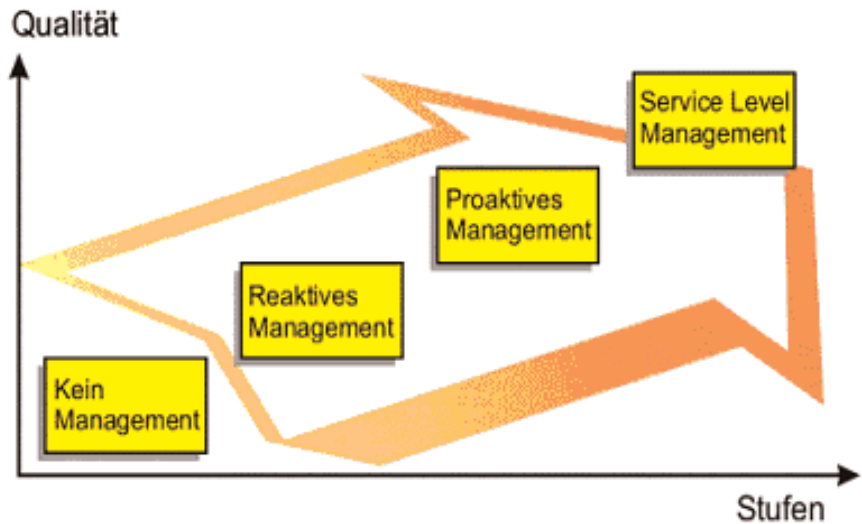 Qualität
Service Level
Management
Proaktives
Management
Reaktives
Management
Kein
Management
Stufen